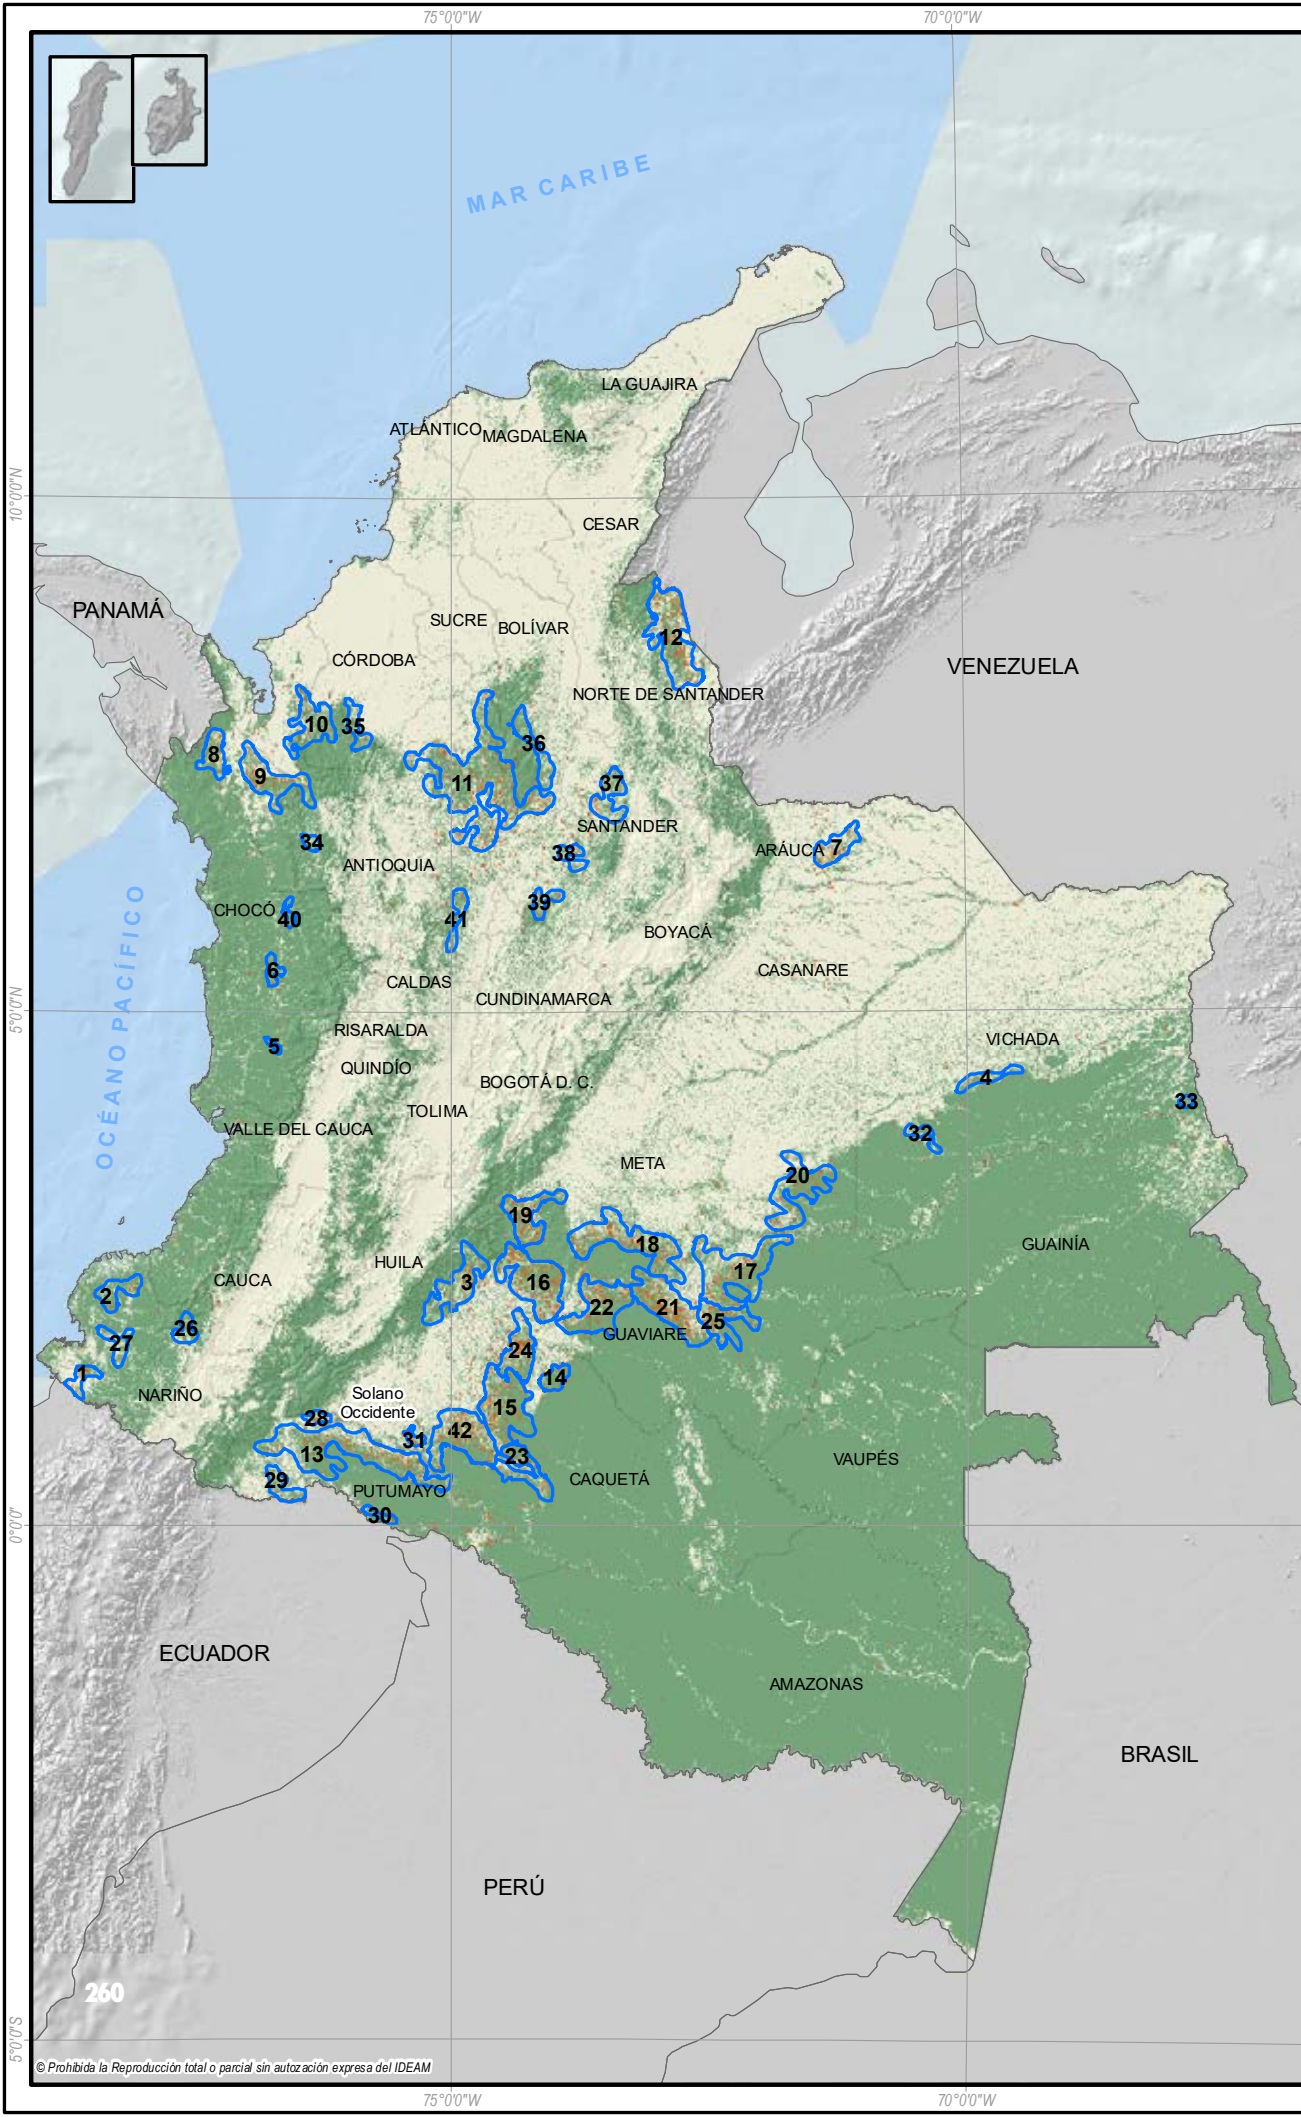 75°0'0"W
70°0'0"W
MAR CARIBE
LA GUAJIRA
ATLÁNTICO
MAGDALENA
10°0'0"N
CESAR
PANAMÁ
SUCRE
BOLÍVAR
12
CÓRDOBA
VENEZUELA
NORTE DE SANTANDER
10
35
8
36
9
11
37
SANTANDER
34
ANTIOQUIA
38
ARAUCA
7
OCÉANO PACÍFICO
CHOCÓ
40
41
39
BOYACÁ
6
CALDAS
CASANARE
CUNDINAMARCA
5°0'0"N
RISARALDA
5
VICHADA
QUINDÍO
BOGOTÁ D. C.
4
TOLIMA
33
VALLE DEL CAUCA
32
META
20
19
18
GUAINÍA
HUILA
17
CAUCA
3
16
2
22
21
26
25
27
GUAVIARE
24
1
14
NARIÑO
Solano
Occidente
15
28
42
31
13
23
VAUPÉS
29
CAQUETÁ
PUTUMAYO
30
0°0'0"
ECUADOR
AMAZONAS
BRASIL
PERÚ
260
5°0'0"S
© Prohibida la Reproducción total o parcial sin autozación expresa del IDEAM
75°0'0"W
70°0'0"W